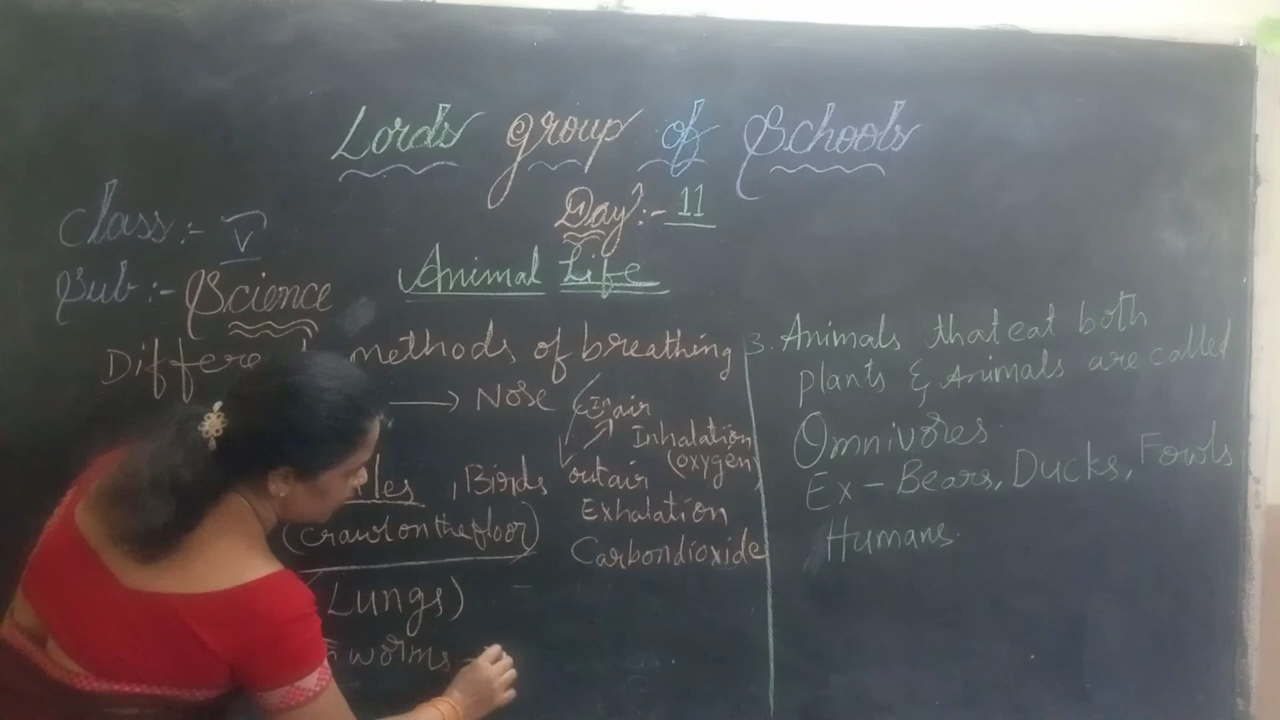 Lords group of Schools
Day:- 11
Class:- V
Sub:- Science
Animal Life
methods of breathing
→ Nose
In air
Inhalation
(oxygen)
, Birds
out air
(crawl on the floor)
Exhalation
Carbondioxide
(Lungs)
worms -
3. Animals that eat both
plants & Animals are called
Omnivores.
Ex - Bears, Ducks, Fowls
Humans.